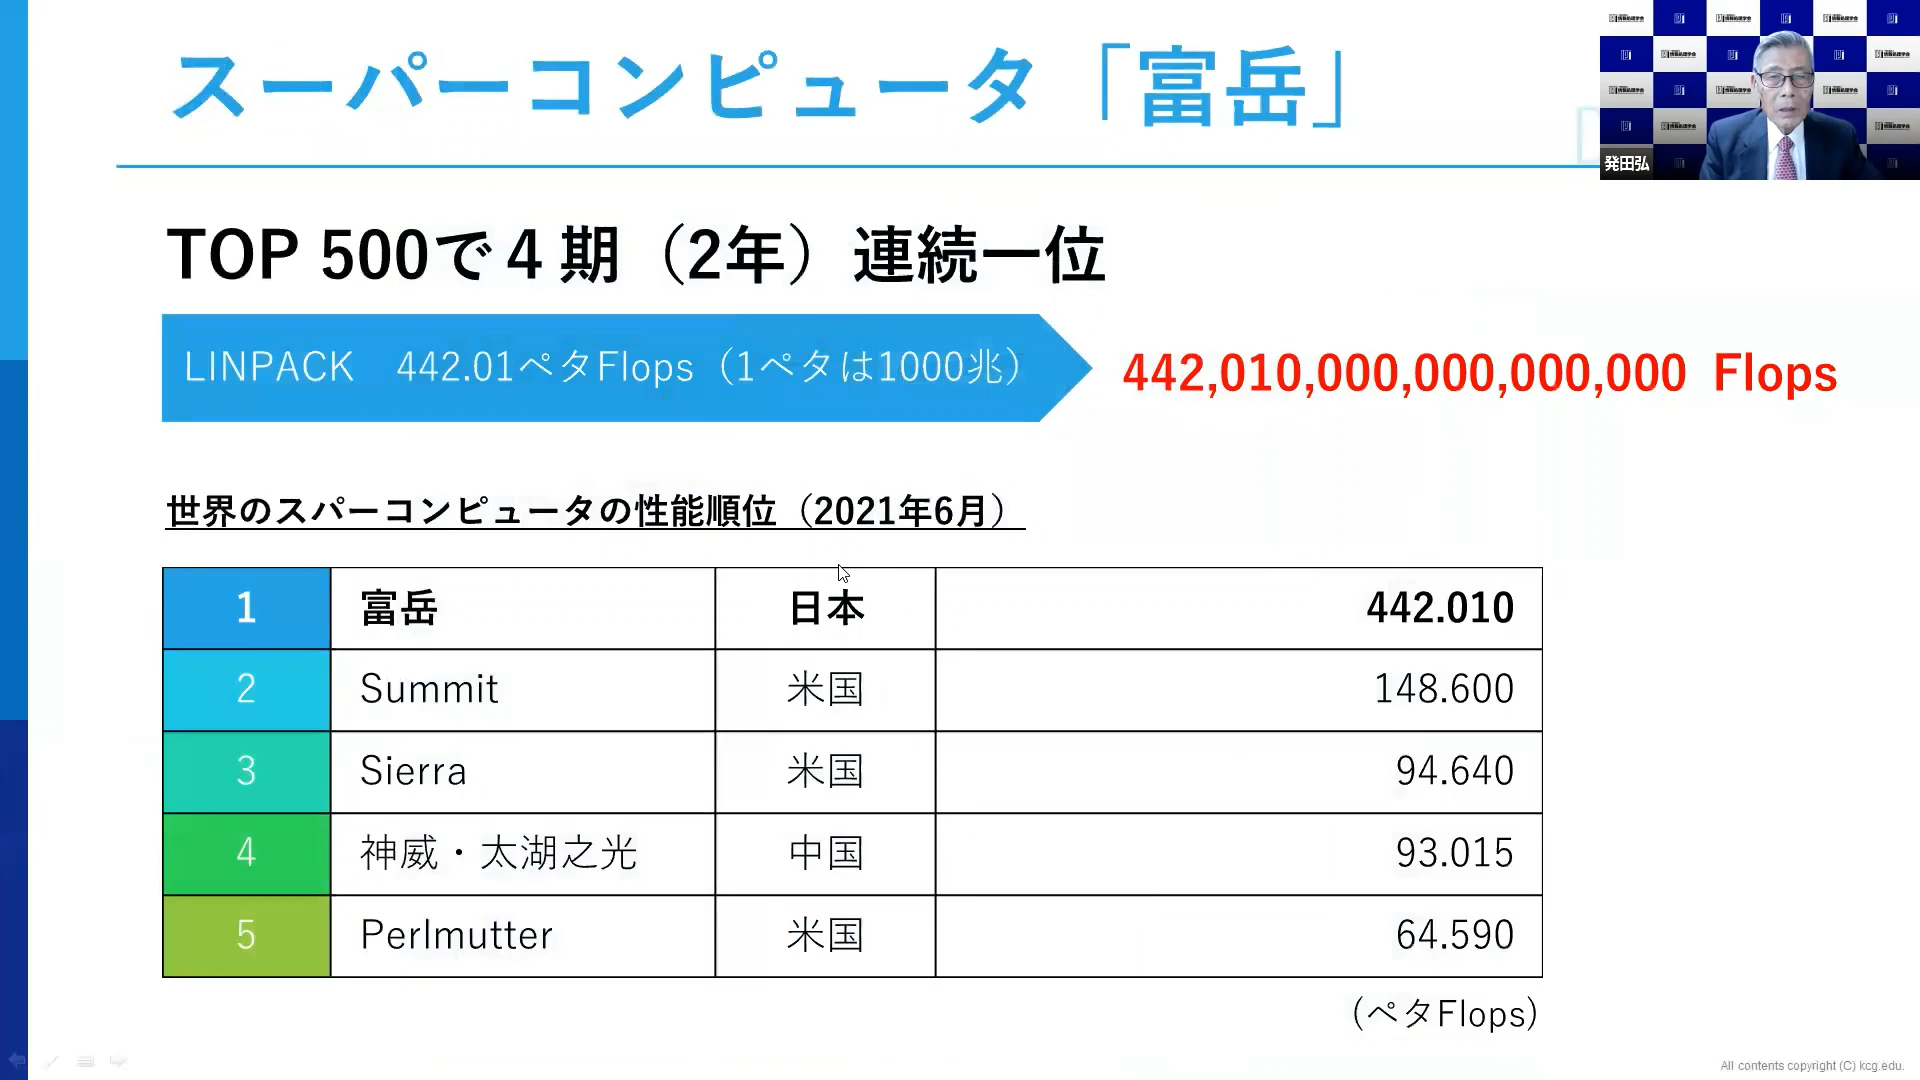 スーパーコンピュータ「富岳」
発田弘
TOP 500で４期（2年）連続一位
LINPACK　442.01ペタFlops（1ペタは1000兆）
442,010,000,000,000,000 Flops
世界のスパーコンピュータの性能順位（2021年6月）
1 富岳 日本 442.010
2 Summit 米国 148.600
3 Sierra 米国 94.640
4 神威・太湖之光 中国 93.015
5 Perlmutter 米国 64.590
（ペタFlops）
All contents copyright (C) kcg.edu.